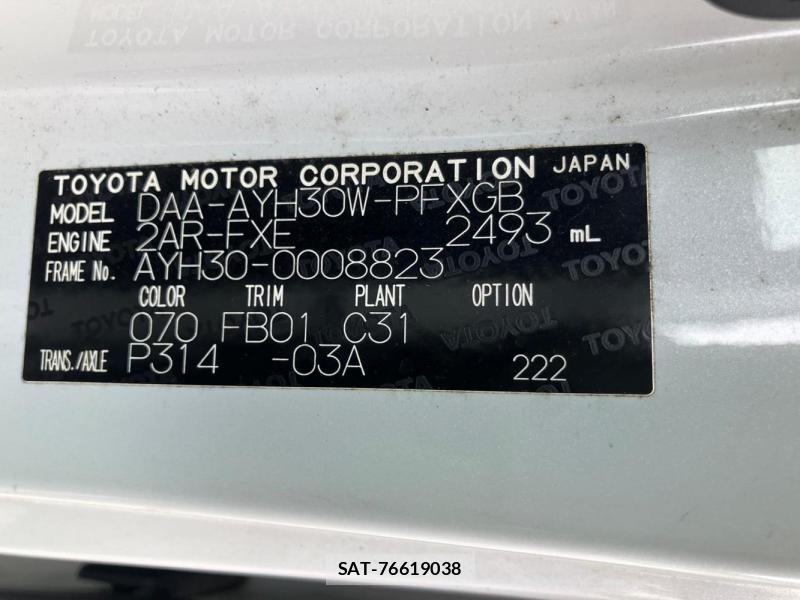 TOYOTA MOTOR CORPORATION JAPAN
MODEL DAA-AYH30W-PFXGB
ENGINE 2AR-FXE 2493 mL
FRAME No. AYH30-0008823
COLOR TRIM PLANT OPTION
070 FB01 C31
TRANS./AXLE P314 -03A 222
SAT-76619038